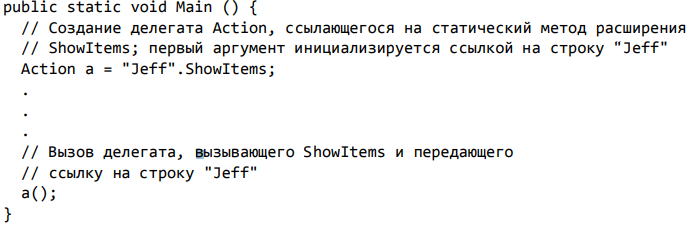 public static void Main () {
// Создание делегата Action, ссылающегося на статический метод расширения
// ShowItems; первый аргумент инициализируется ссылкой на строку "Jeff"
Action a = "Jeff".ShowItems;
.
.
.
// Вызов делегата, вызывающего ShowItems и передающего
// ссылку на строку "Jeff"
a();
}